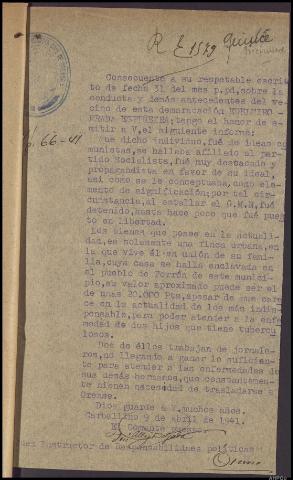 R E 1579
66-41
Consecuente a su respetable escri
to de fecha 31 del mes p.pd, sobre la
conducta y demás antecedentes del ve
cino de esta demarcación
tengo el honor de e
mitir a V, el siguiente informe:
Que dicho individuo, fué de ideas co
munistas, se hallaba afiliado al par
tido Socialista, fué muy destacado y
propagandista en favor de su ideal,
así como se le conceptuaba, como ele-
mento de significación; por tal cir
cunstancia, al estallar el G.M.N, fué
detenido, hasta hace poco que fué pues
to en libertad.
Los bienes que posee en la actuali
dad, es solamente una finca urbana, en
la que vive él en unión de su fami-
lia, cuya casa se halla enclavada en
el pueblo de de este munici-
pio, su valor aproximado puede ser el
de unas 20.000 Pts, apesar de que care
ce en la actualidad de los más indis
pensable, para poder atender a la enfe
medad de dos hijos que tiene tubercu
losos.
Dos de éllos trabajan de jornale-
ros, no llegando a ganar lo suficien-
te para atender a las enfermedades de
sus demás hermanos, que constantemen-
te tienen necesidad de trasladarse a
Orense.
Dios guarde a V. muchos años.
Carballino 9 de abril de 1941.
El Comante
Instructor de Responsabilidades políticas